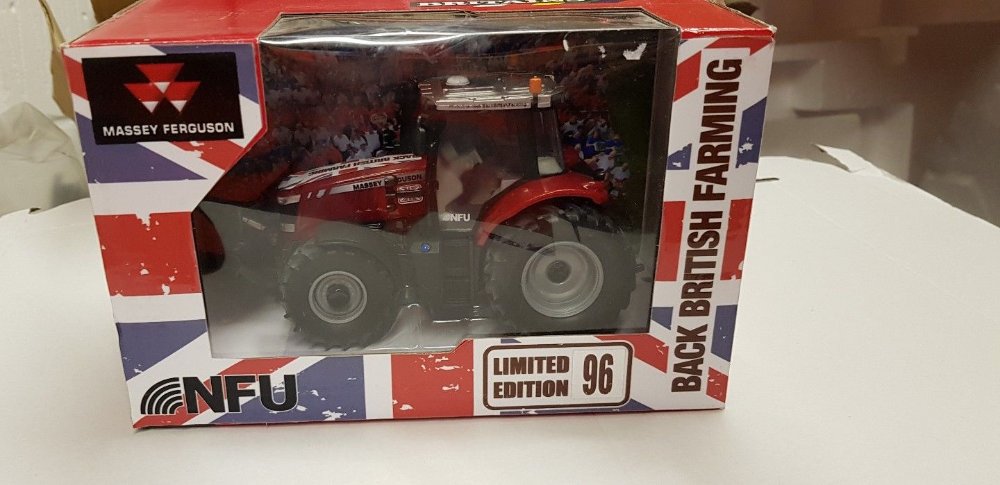 MASSEY FERGUSON
BACK BRITISH FARMING
MASSEY FERGUSON
NFU
BACK BRITISH FARMING
NFU
LIMITED
EDITION
96